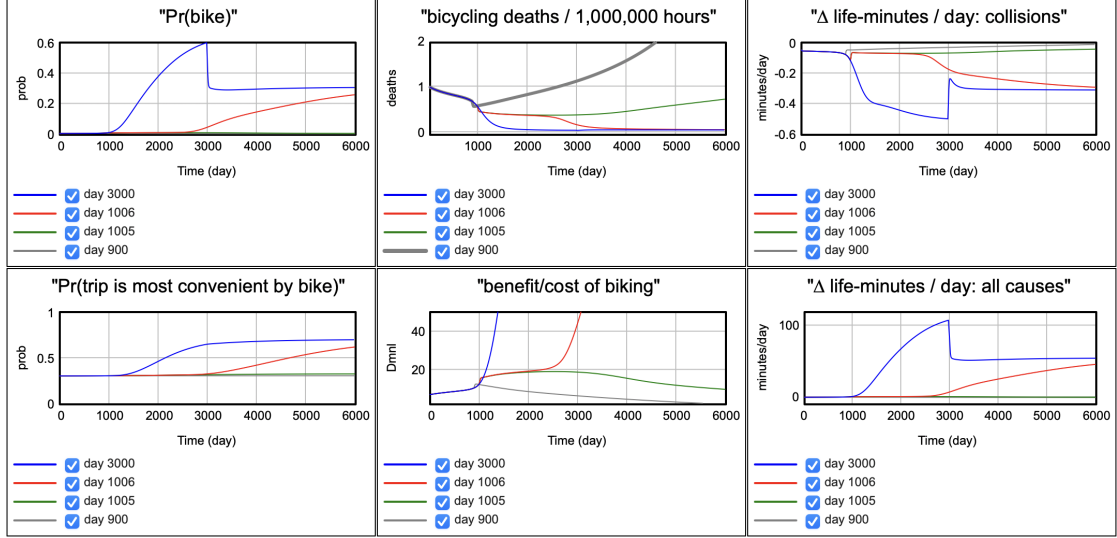 "Pr(bike)"
0.6
0.4
0.2
0
prob
0 1000 2000 3000 4000 5000 6000
Time (day)
day 3000
day 1006
day 1005
day 900
"bicycling deaths / 1,000,000 hours"
2
1
0
deaths
0 1000 2000 3000 4000 5000 6000
Time (day)
day 3000
day 1006
day 1005
day 900
"Δ life-minutes / day: collisions"
0
-0.2
-0.4
-0.6
minutes/day
0 1000 2000 3000 4000 5000 6000
Time (day)
day 3000
day 1006
day 1005
day 900
"Pr(trip is most convenient by bike)"
1
0.5
0
prob
0 1000 2000 3000 4000 5000 6000
Time (day)
day 3000
day 1006
day 1005
day 900
"benefit/cost of biking"
40
20
Dmnl
0 1000 2000 3000 4000 5000 6000
Time (day)
day 3000
day 1006
day 1005
day 900
"Δ life-minutes / day: all causes"
100
0
minutes/day
0 1000 2000 3000 4000 5000 6000
Time (day)
day 3000
day 1006
day 1005
day 900